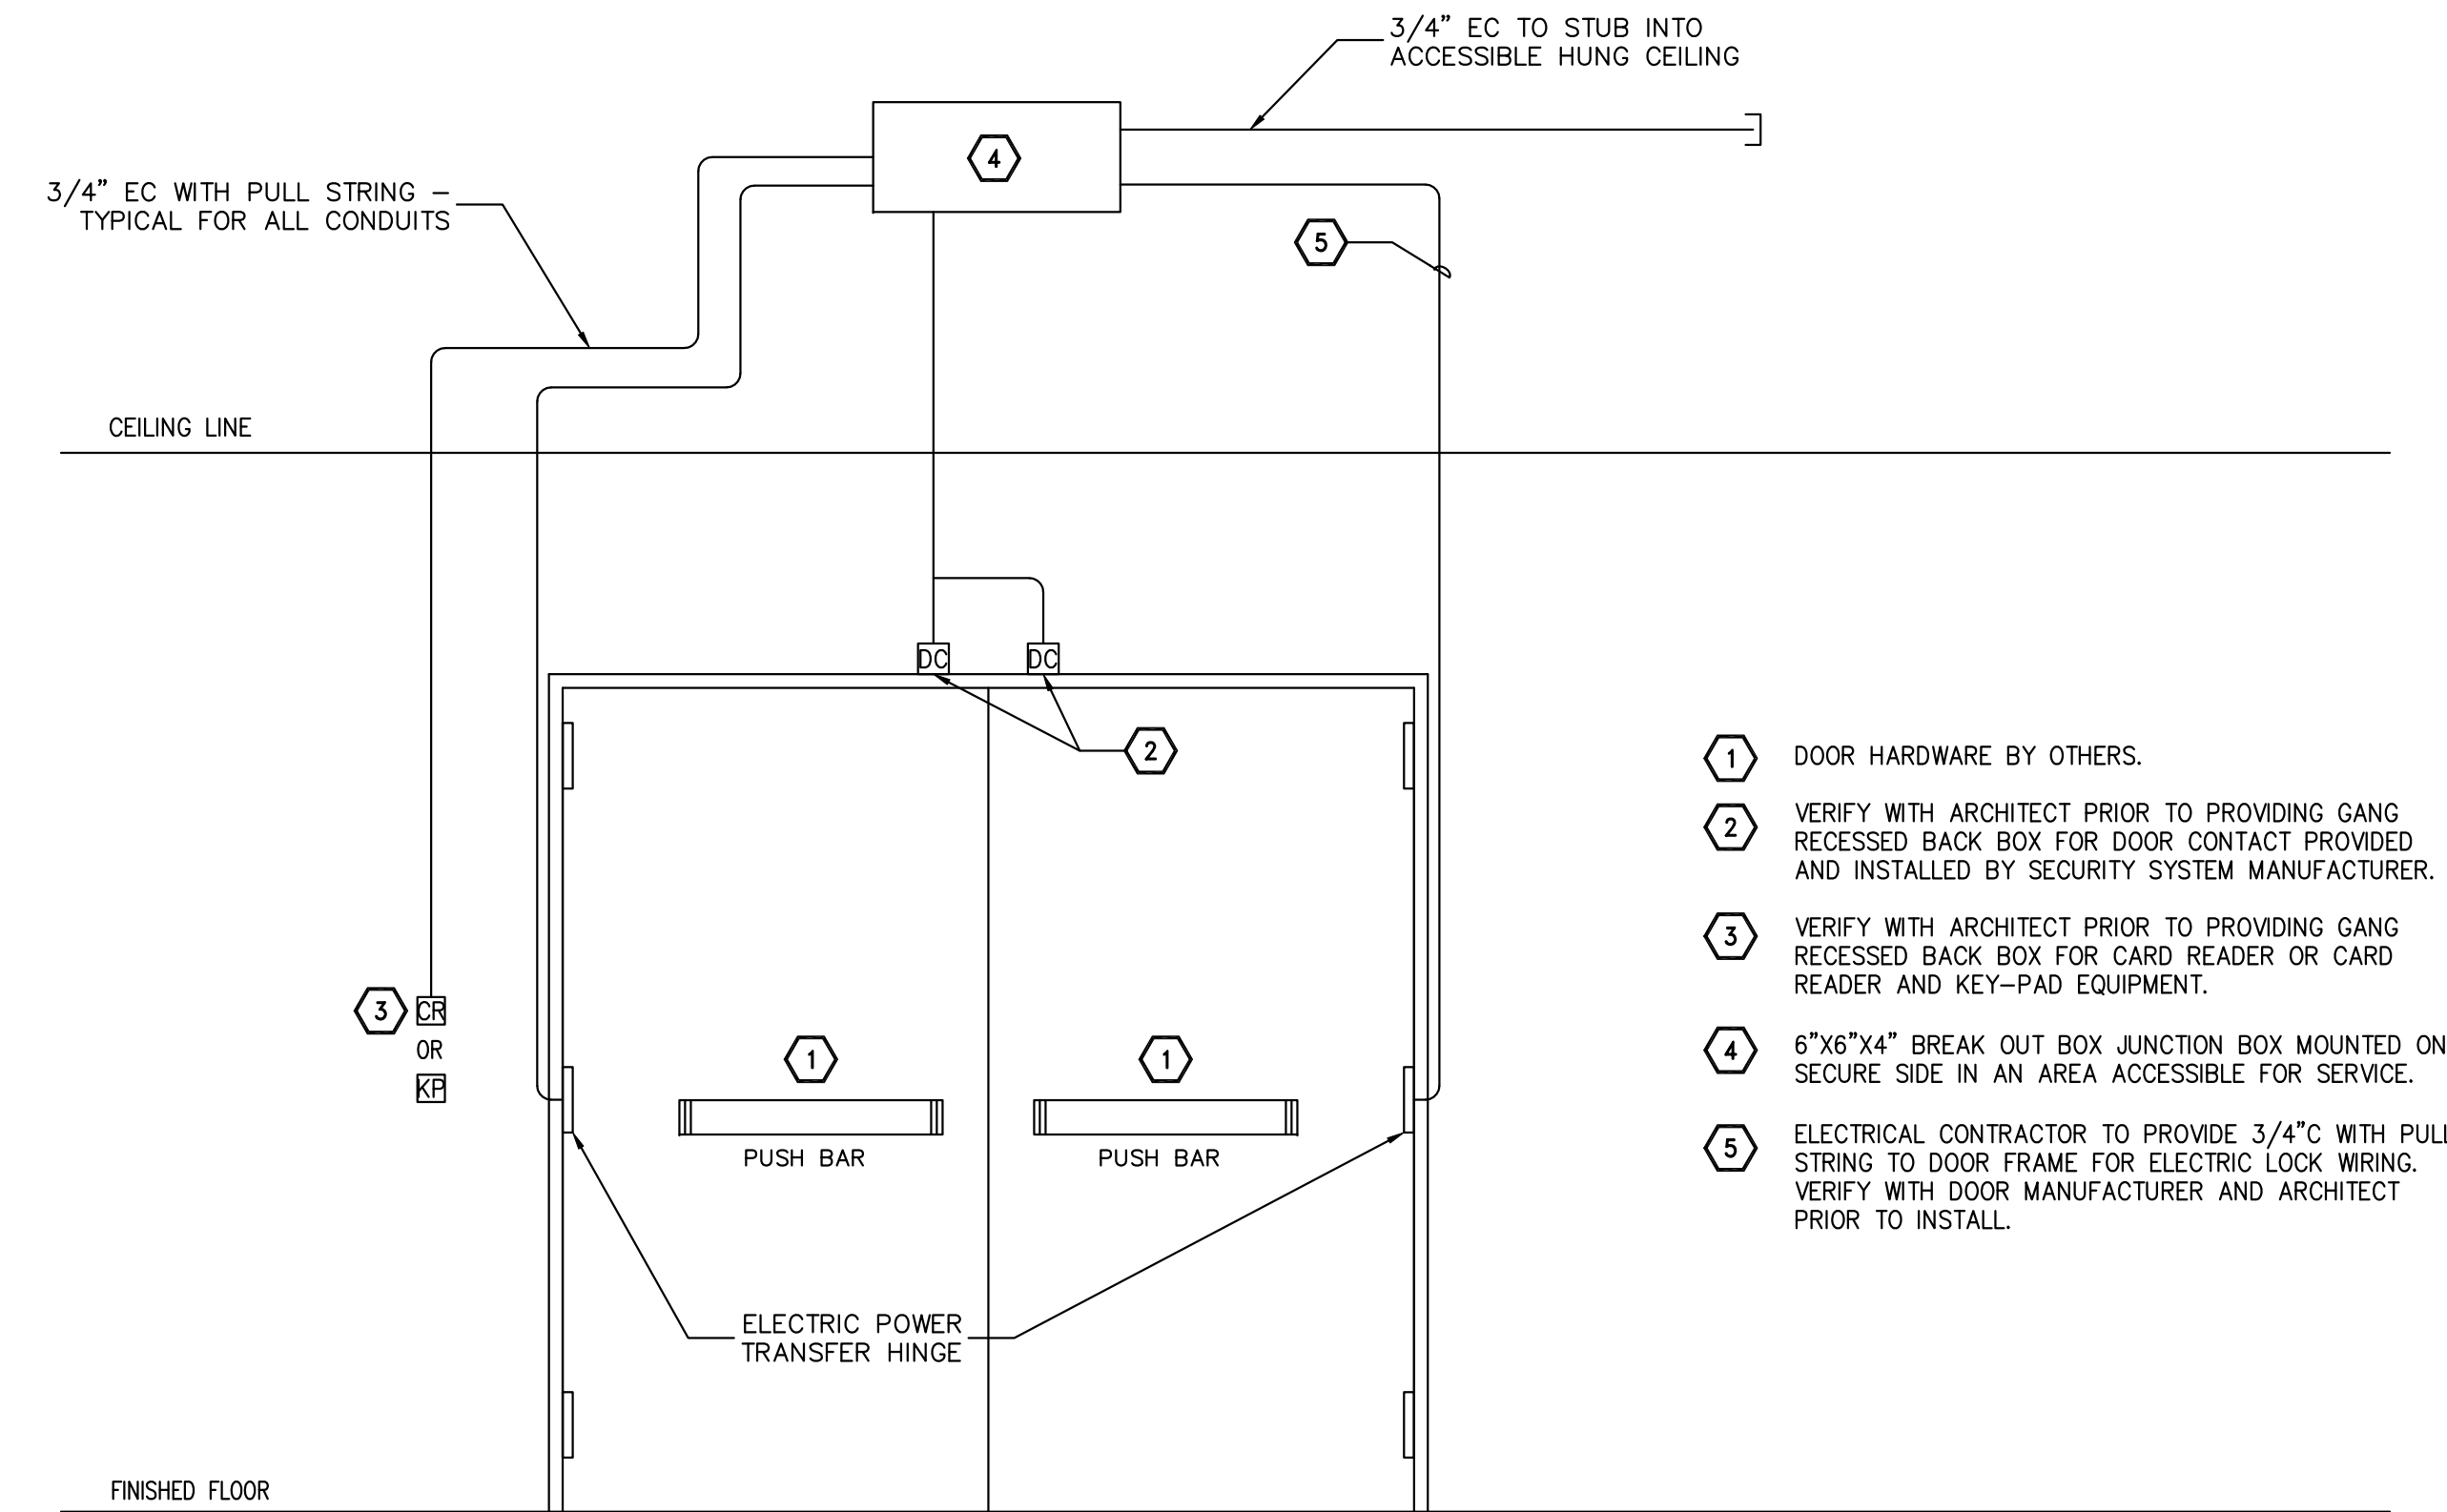 3/4” EC TO STUB INTO
ACCESSIBLE HUNG CEILING
4
3/4” EC WITH PULL STRING –
TYPICAL FOR ALL CONDUITS
5
CEILING LINE
DC
DC
2
3
CR
OR
KP
1
1
PUSH BAR
PUSH BAR
ELECTRIC POWER
TRANSFER HINGE
FINISHED FLOOR
1
DOOR HARDWARE BY OTHERS.
2
VERIFY WITH ARCHITECT PRIOR TO PROVIDING GANG
RECESSED BACK BOX FOR DOOR CONTACT PROVIDED
AND INSTALLED BY SECURITY SYSTEM MANUFACTURER.
3
VERIFY WITH ARCHITECT PRIOR TO PROVIDING GANG
RECESSED BACK BOX FOR CARD READER OR CARD
READER AND KEY–PAD EQUIPMENT.
4
6”X6”X4” BREAK OUT BOX JUNCTION BOX MOUNTED ON
SECURE SIDE IN AN AREA ACCESSIBLE FOR SERVICE.
5
ELECTRICAL CONTRACTOR TO PROVIDE 3/4”C WITH PULL
STRING TO DOOR FRAME FOR ELECTRIC LOCK WIRING.
VERIFY WITH DOOR MANUFACTURER AND ARCHITECT
PRIOR TO INSTALL.